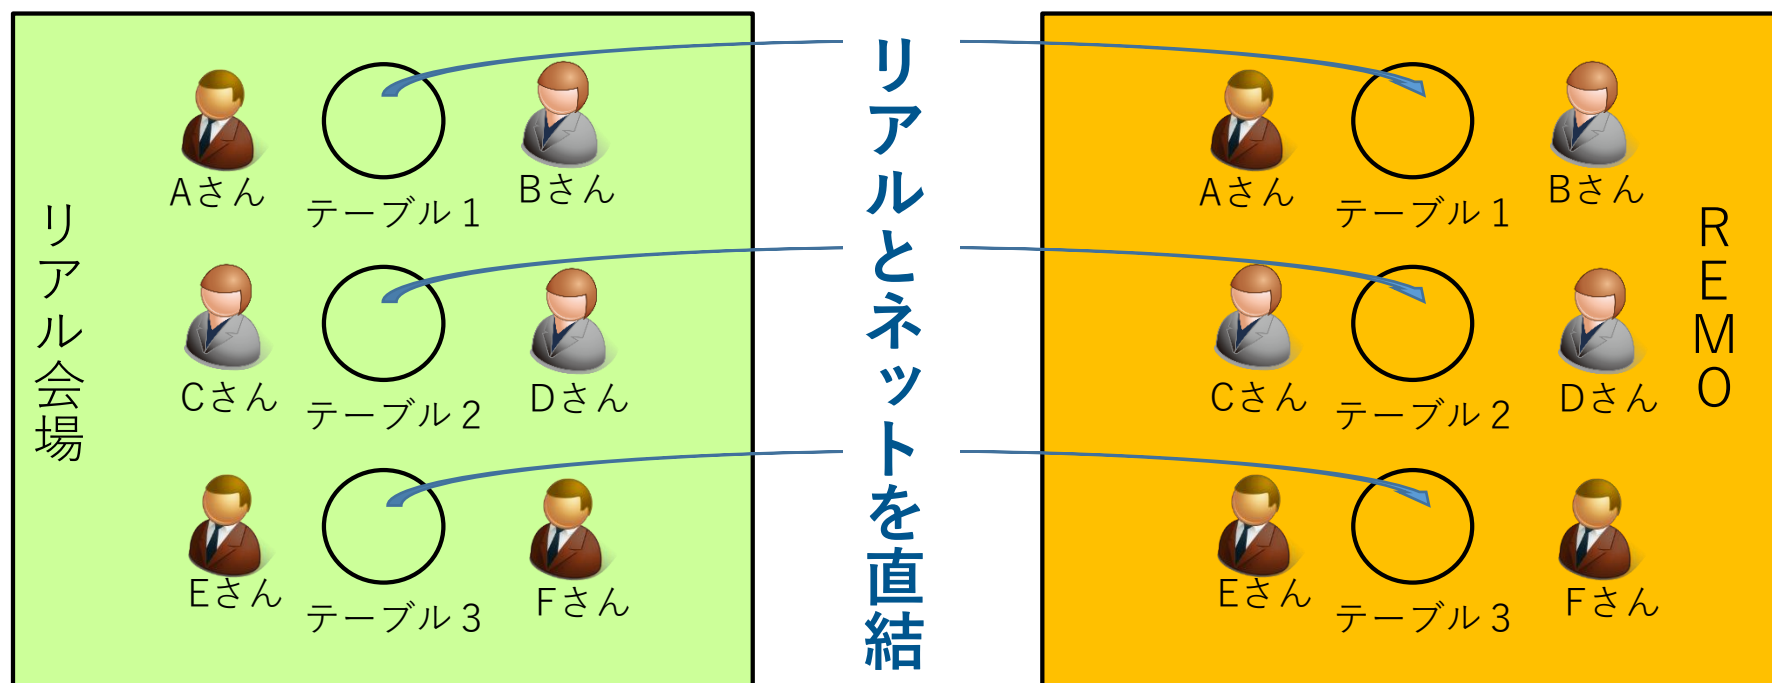 リアル会場
Aさん
テーブル1
Bさん
Cさん
テーブル2
Dさん
Eさん
テーブル3
Fさん
リアルとネットを直結
Aさん
テーブル1
Bさん
Cさん
テーブル2
Dさん
Eさん
テーブル3
Fさん
REMO